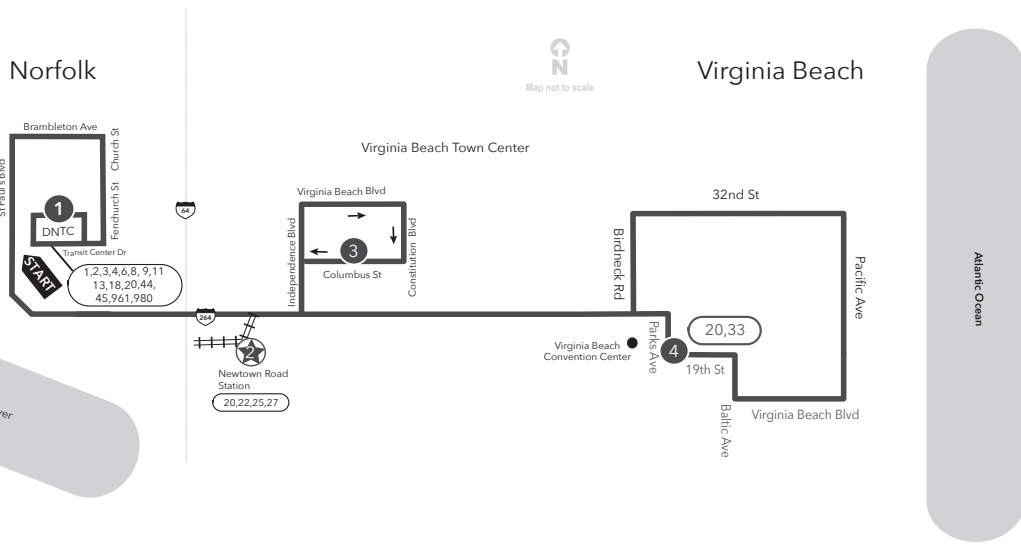 Norfolk
N
Map not to scale
Virginia Beach
Brambleton Ave
Church St
Fenchurch St
St Paul's Blvd
1
DNTC
Transit Center Dr
START
1,2,3,4,6,8, 9,11
13,18,20,44,
45,961,980
64
264
Virginia Beach Town Center
Virginia Beach Blvd
Independence Blvd
Constitution Blvd
3
Columbus St
2
Newtown Road
Station
20,22,25,27
32nd St
Birdneck Rd
Pacific Ave
Virginia Beach
Convention Center
Parks Ave
4
20,33
19th St
Baltic Ave
Virginia Beach Blvd
Atlantic Ocean